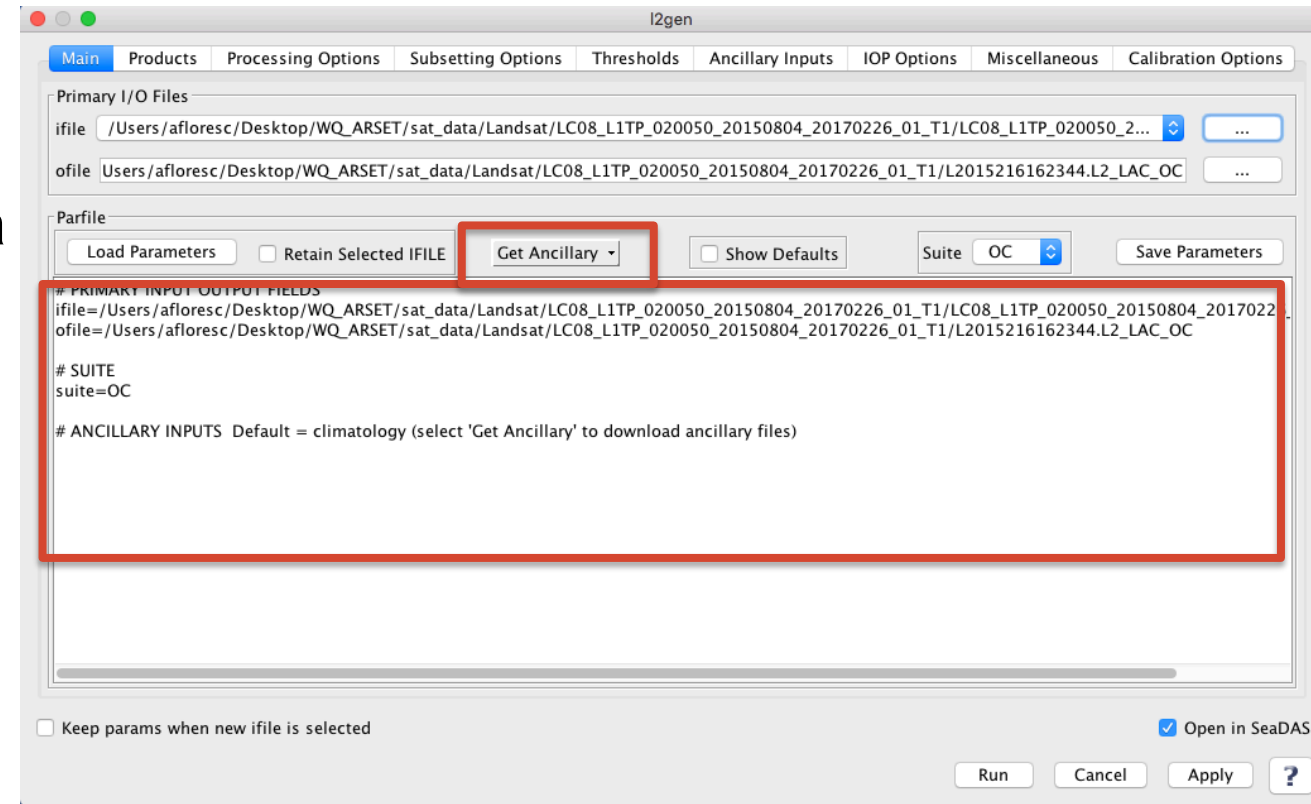 l2gen
Main Products Processing Options Subsetting Options Thresholds Ancillary Inputs IOP Options Miscellaneous Calibration Options
Primary I/O Files
ifile /Users/afloresc/Desktop/WQ_ARSET/sat_data/Landsat/LC08_L1TP_020050_20150804_20170226_01_T1/LC08_L1TP_020050_2... ...
ofile Users/afloresc/Desktop/WQ_ARSET/sat_data/Landsat/LC08_L1TP_020050_20150804_20170226_01_T1/L2015216162344.L2_LAC_OC ...
Parfile
Load Parameters Retain Selected IFILE Get Ancillary Show Defaults Suite OC Save Parameters
# PRIMARY INPUT OUTPUT FIELDS
ifile=/Users/afloresc/Desktop/WQ_ARSET/sat_data/Landsat/LC08_L1TP_020050_20150804_20170226_01_T1/LC08_L1TP_020050_20150804_2017022
ofile=/Users/afloresc/Desktop/WQ_ARSET/sat_data/Landsat/LC08_L1TP_020050_20150804_20170226_01_T1/L2015216162344.L2_LAC_OC
# SUITE
suite=OC
# ANCILLARY INPUTS Default = climatology (select 'Get Ancillary' to download ancillary files)
Keep params when new ifile is selected
Open in SeaDAS
Run Cancel Apply ?